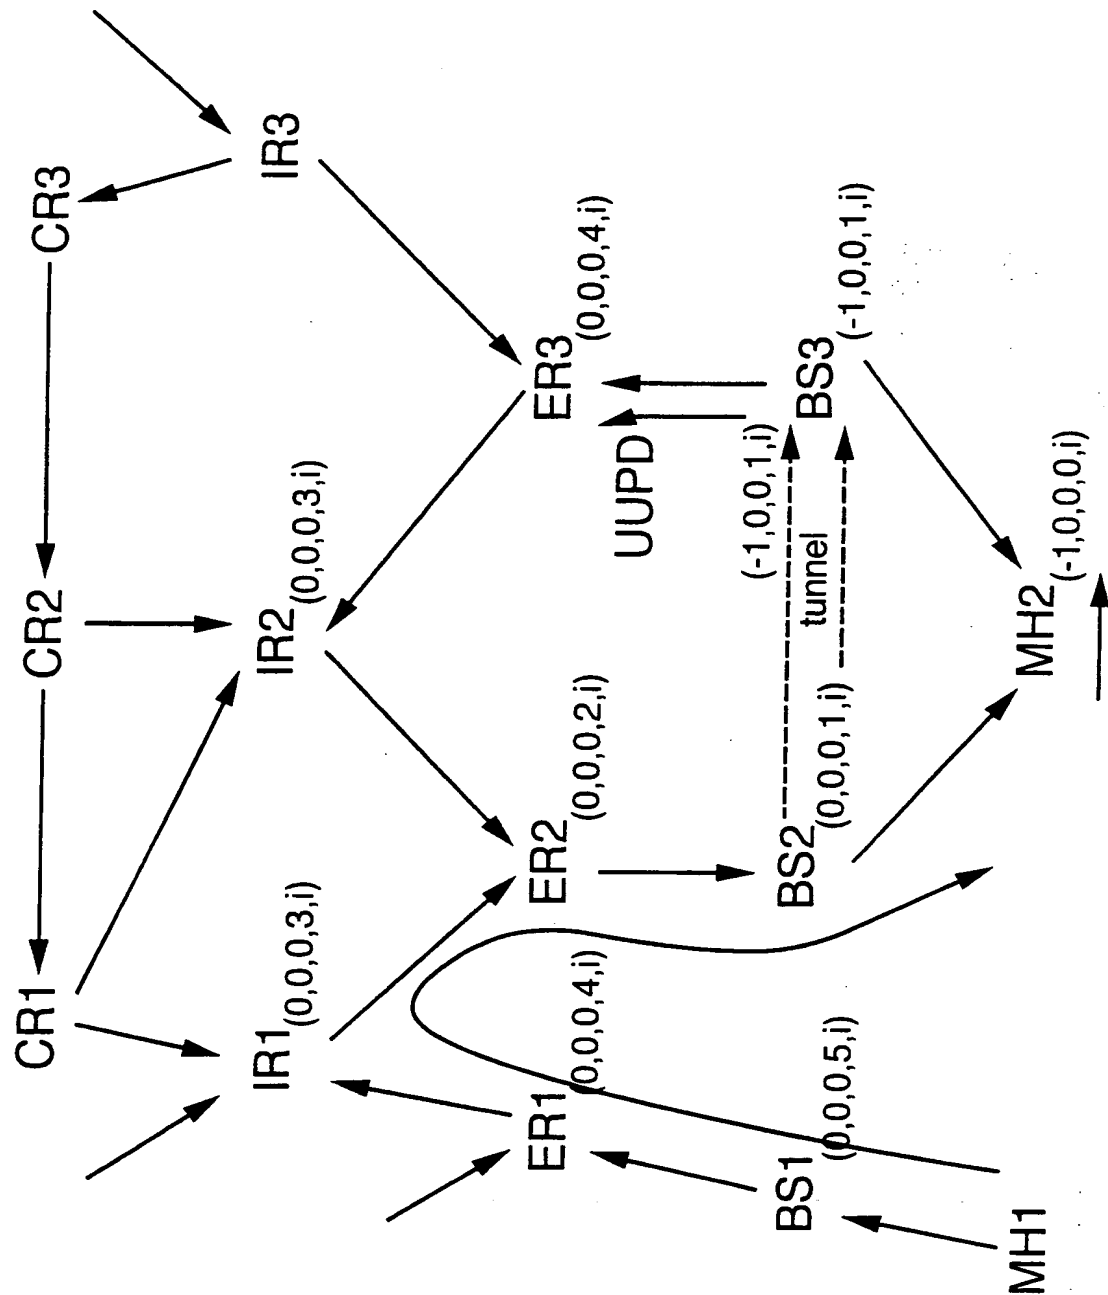 CR1
CR2
CR3
IR1(0,0,0,3,i)
IR2(0,0,0,3,i)
IR3
ER1(0,0,0,4,i)
ER2(0,0,0,2,i)
ER3(0,0,0,4,i)
UUPD
(-1,0,0,1,i)
tunnel
BS1(0,0,0,5,i)
BS2(0,0,0,1,i)
BS3(-1,0,0,1,i)
MH1
MH2(-1,0,0,0,i)